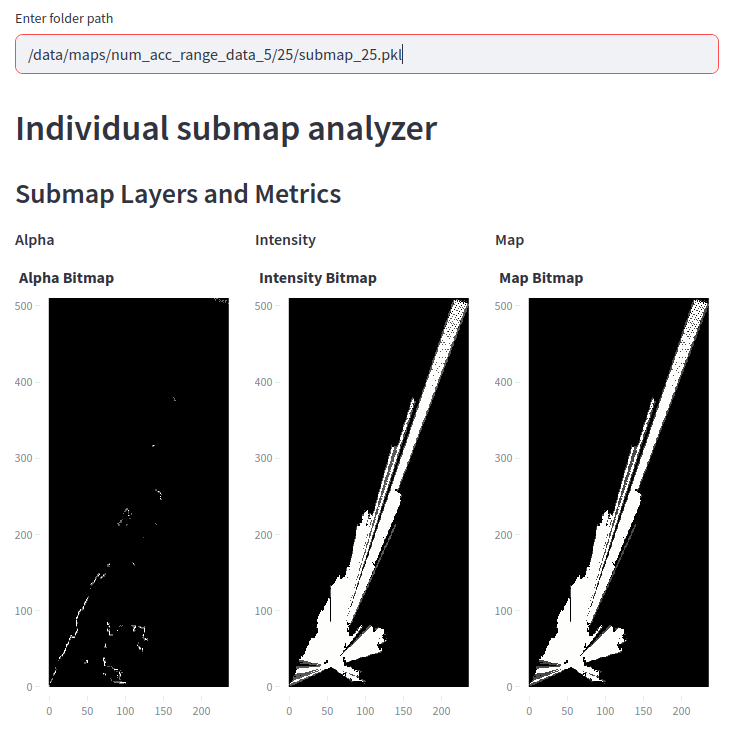 Enter folder path
/data/maps/num_acc_range_data_5/25/submap_25.pkl
Individual submap analyzer
Submap Layers and Metrics
Alpha Intensity Map
Alpha Bitmap Intensity Bitmap Map Bitmap
500 500 500
400 400 400
300 300 300
200 200 200
100 100 100
0 0 0
0 50 100 150 200 0 50 100 150 200 0 50 100 150 200